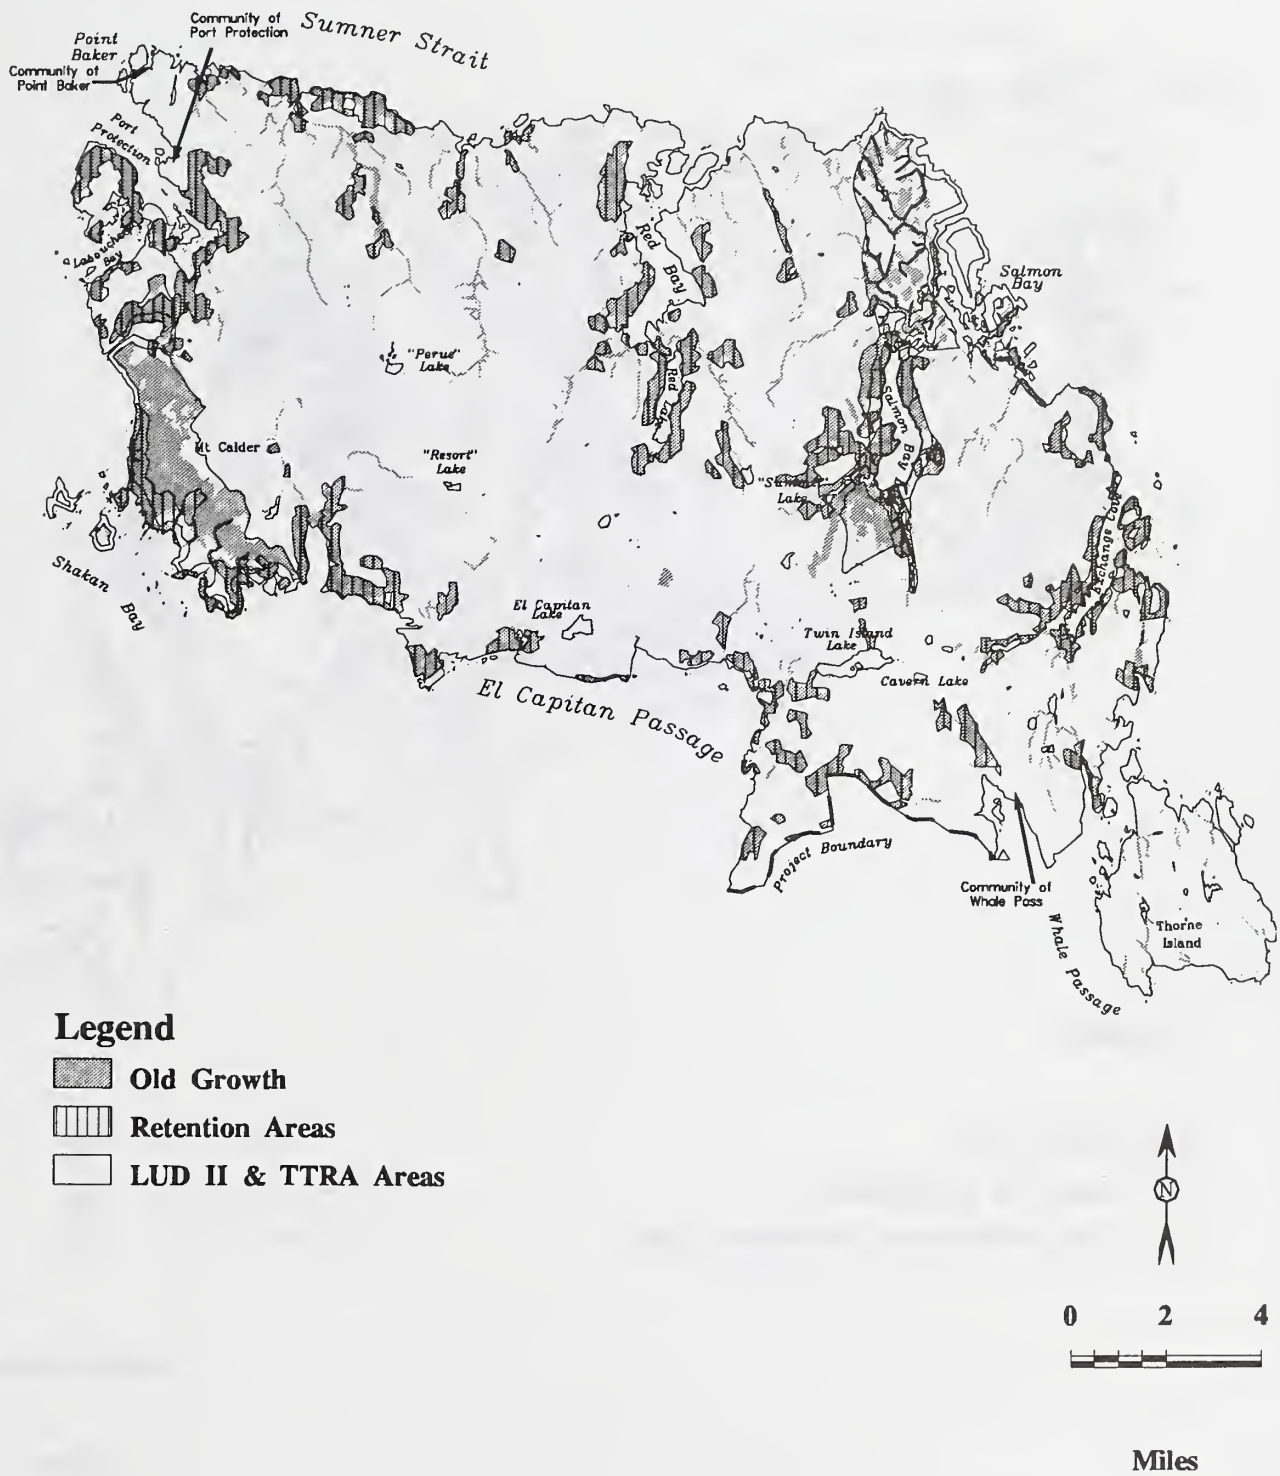 Community of
Port Protection
Sumner Strait
Point
Baker
Community of
Point Baker
Port
Protection
Labouchere
Bay
Red
Bay
Salmon
Bay
"Perue"
Lake
Red Lake
Salmon Bay
Mt Calder
"Resort"
Lake
Lake
Exchange Cove
Shakan
Bay
El Capitan
Lake
Twin Island
Lake
Cavern Lake
El Capitan Passage
Project Boundary
Community of
Whale Pass
Whale Passage
Thorne
Island
Legend
Old Growth
Retention Areas
LUD II & TTRA Areas
N
0 2 4
Miles